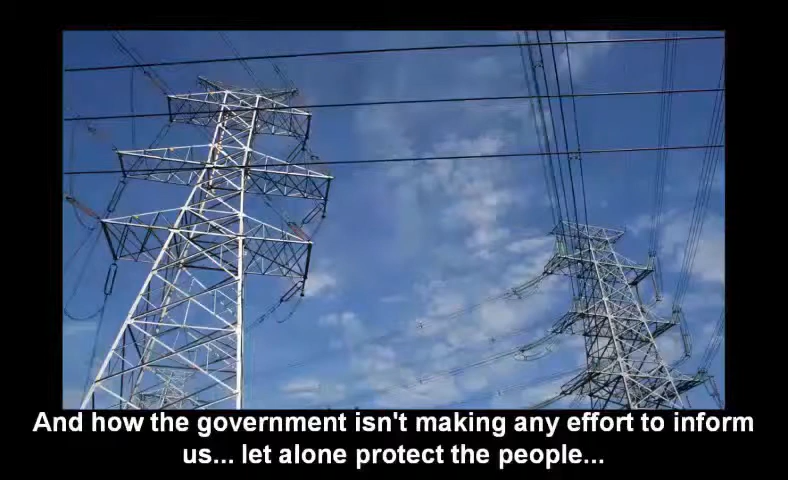 And how the government isn't making any effort to inform
us... let alone protect the people...